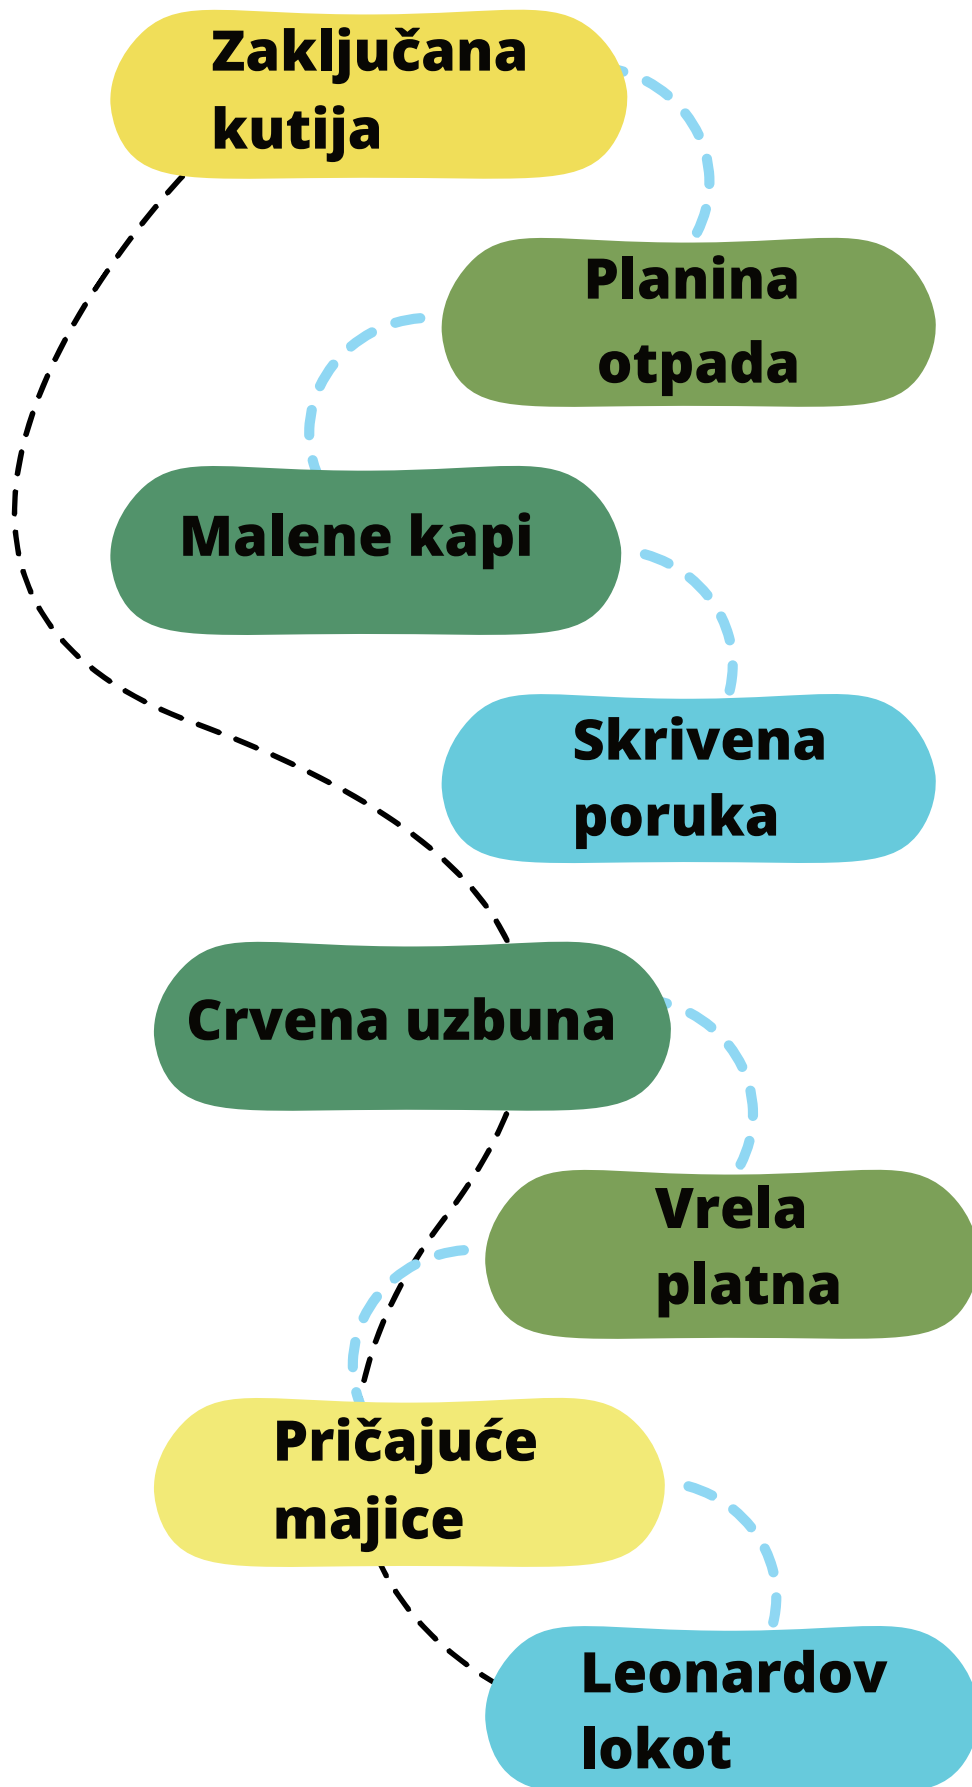 Zaključana
kutija
Planina
otpada
Malene kapi
Skrivena
poruka
Crvena uzbuna
Vrela
platna
Pričajuće
majice
Leonardov
lokot